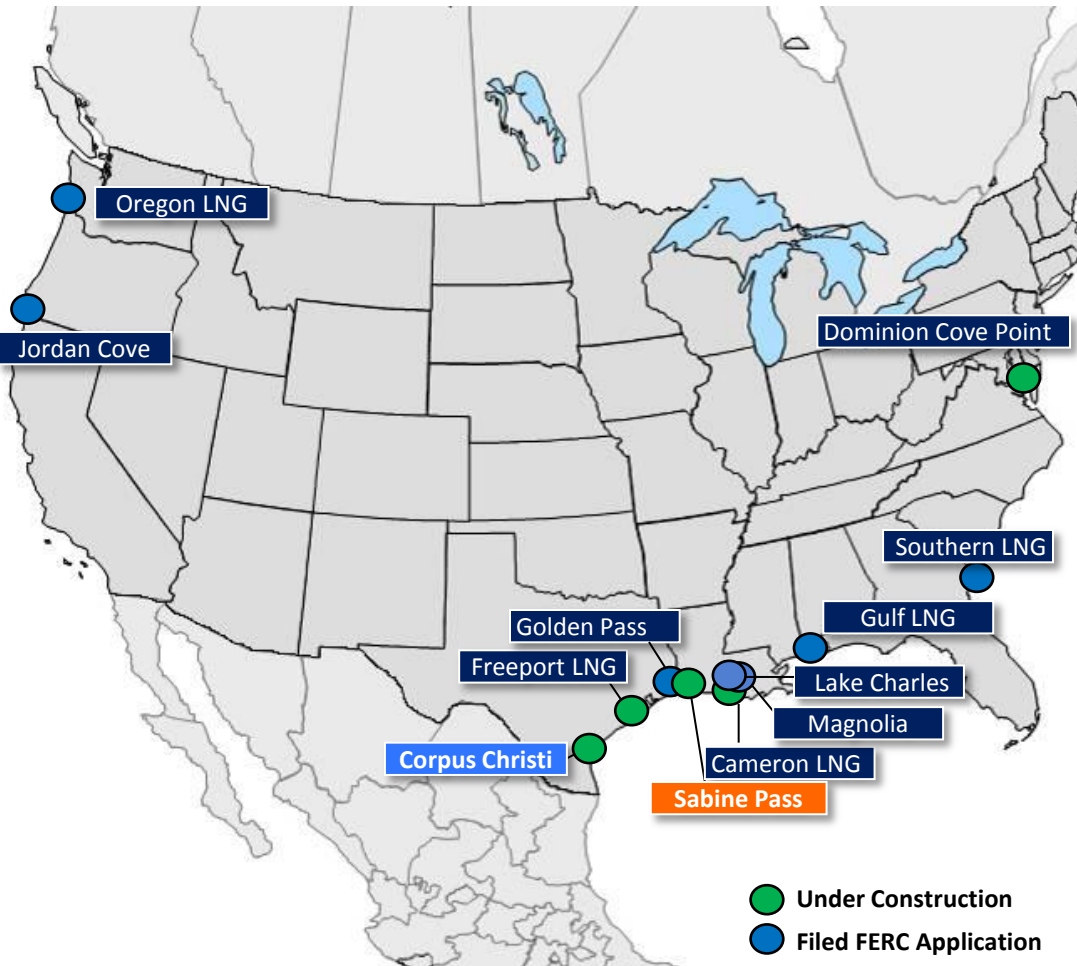 Oregon LNG
Jordan Cove
Dominion Cove Point
Southern LNG
Gulf LNG
Golden Pass
Freeport LNG
Lake Charles
Magnolia
Corpus Christi
Cameron LNG
Sabine Pass
Under Construction
Filed FERC Application